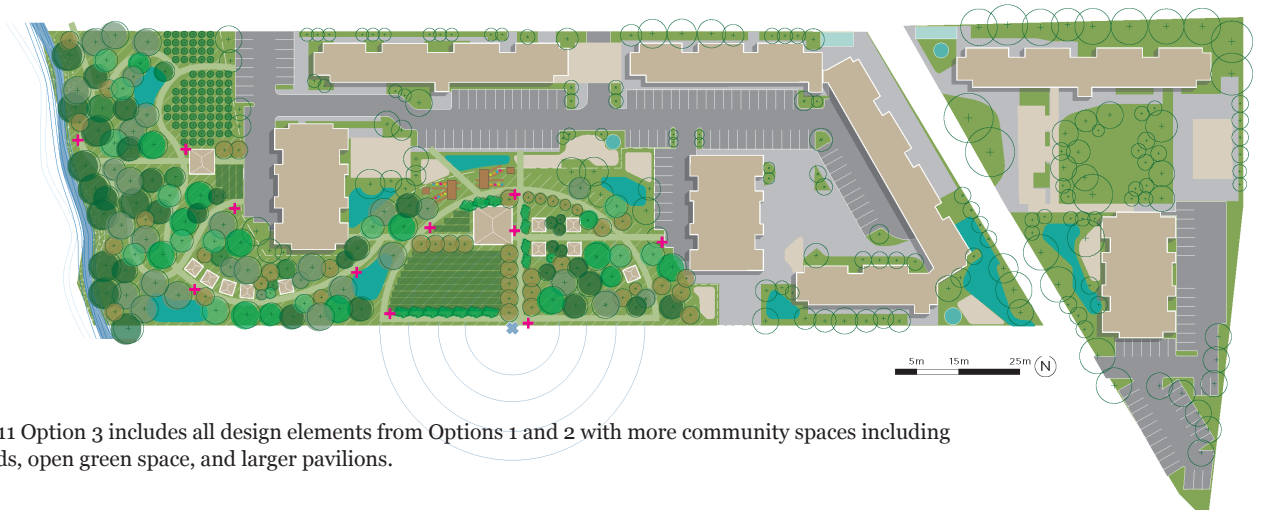 5m 15m 25m N
11 Option 3 includes all design elements from Options 1 and 2 with more community spaces including
open green space, and larger pavilions.